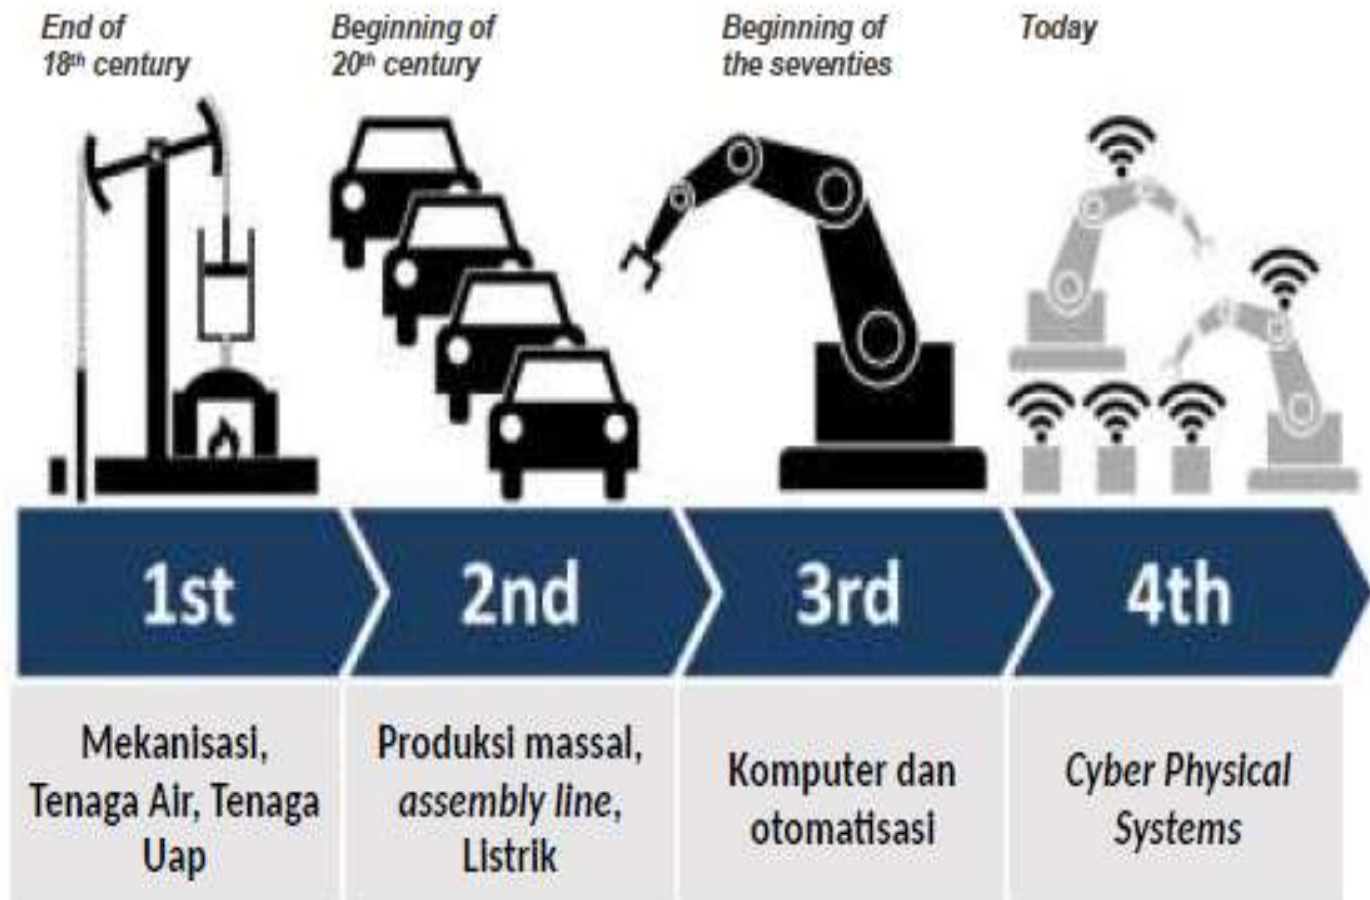 End of
18th century
Beginning of
20th century
Beginning of
the seventies
Today
1st
2nd
3rd
4th
Mekanisasi,
Tenaga Air, Tenaga
Uap
Produksi massal,
assembly line,
Listrik
Komputer dan
otomatisasi
Cyber Physical
Systems